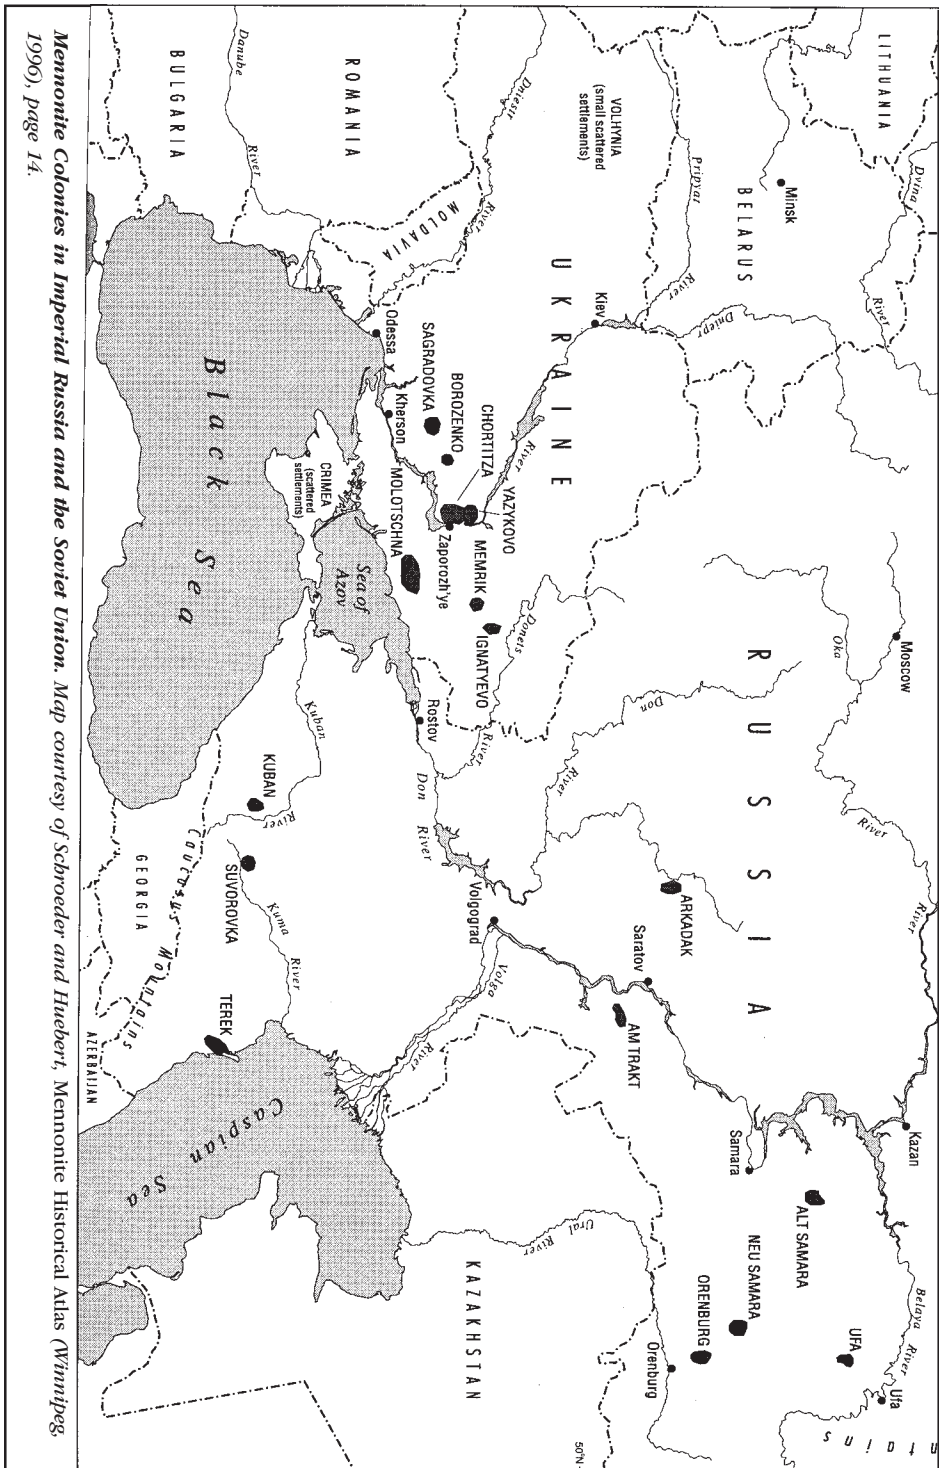 LITHUANIA
Dvina
River
Minsk
BELARUS
Pripyat
River
Dniepr
VOLHYNIA
(small scattered
settlements)
Kiev
UKRAINE
River
Dniestr
River
MOLDAVIA
ROMANIA
Danube
River
BULGARIA
Odessa
SAGRADOVKA
BOROZENKO
CHORTITZA
YAZYKOVO
Kherson
MOLOTSCHNA
Zaporozh'ye
MEMRIK
IGNATYEVO
Donets
River
CRIMEA
(scattered
settlements)
Sea of
Azov
Black Sea
Moscow
Oka
River
RUSSIA
Don
River
Rostov
Don
River
Kuban
River
KUBAN
SUVOROVKA
Kuma
River
Caucasus Mountains
GEORGIA
AZERBAIJAN
TEREK
Caspian Sea
Volgograd
Volga
River
River
ARKADAK
Saratov
AM TRAKT
Samara
Kazan
ALT SAMARA
NEU SAMARA
ORENBURG
Orenburg
UFA
Ufa
Belaya
River
Ural
River
KAZAKHSTAN
ntains
50°N
Mennonite Colonies in Imperial Russia and the Soviet Union. Map courtesy of Schroeder and Huebert, Mennonite Historical Atlas (Winnipeg,
1996), page 14.